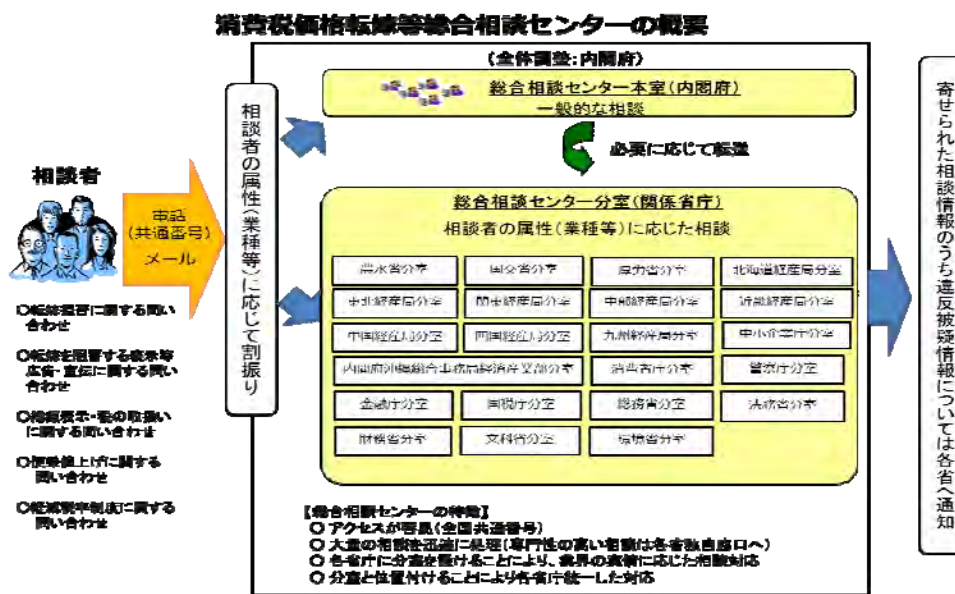 消費税価格転嫁等総合相談センターの概要
(全体調整:内閣府)
総合相談センター本室(内閣府)
一般的な相談
必要に応じて転送
相談者
電話
(共通番号)
メール
相談者の属性(業種等)に応じて割振り
総合相談センター分室(関係省庁)
相談者の属性(業種等)に応じた相談
農水省分室
国交省分室
厚労省分室
北海道経産局分室
東北経産局分室
関東経産局分室
中部経産局分室
近畿経産局分室
中国経産局分室
四国経産局分室
九州経産局分室
中小企業庁分室
内閣府沖縄総合事務局経済産業部分室
消費者庁分室
警察庁分室
金融庁分室
国税庁分室
総務省分室
法務省分室
財務省分室
文科省分室
環境省分室
○転嫁阻害に関する問い
合わせ
○転嫁を阻害する表示等
広告・宣伝に関する問い
合わせ
○総額表示・税の取扱い
に関する問い合わせ
○便乗値上げに関する
問い合わせ
○軽減税率制度に関する
問い合わせ
【総合相談センターの特徴】
○ アクセスが容易(全国共通番号)
○ 大量の相談を迅速に処理(専門性の高い相談は各省独自窓口へ)
○ 各省庁に分室を設けることにより、業界の実情に応じた相談対応
○ 分室と位置付けることにより各省庁統一した対応
寄せられた相談情報のうち違反被疑情報については各省へ通知